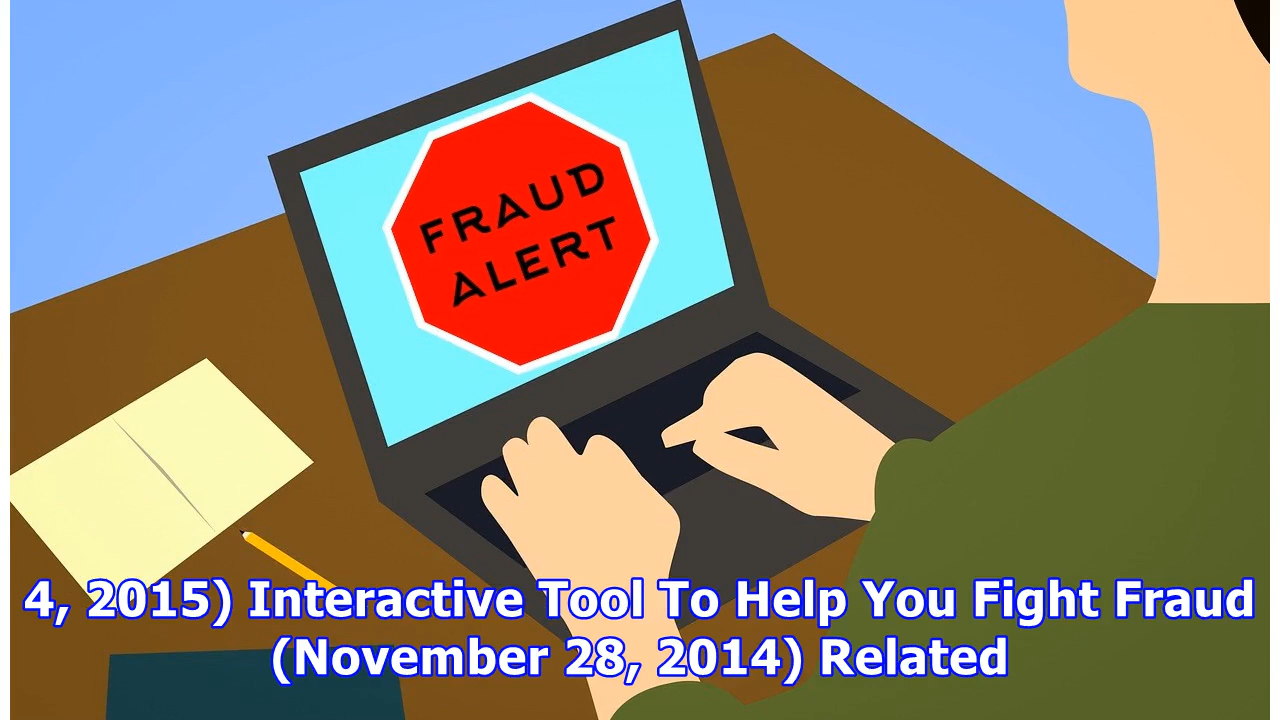 FRAUD
ALERT
4, 2015) Interactive Tool To Help You Fight Fraud
(November 28, 2014) Related